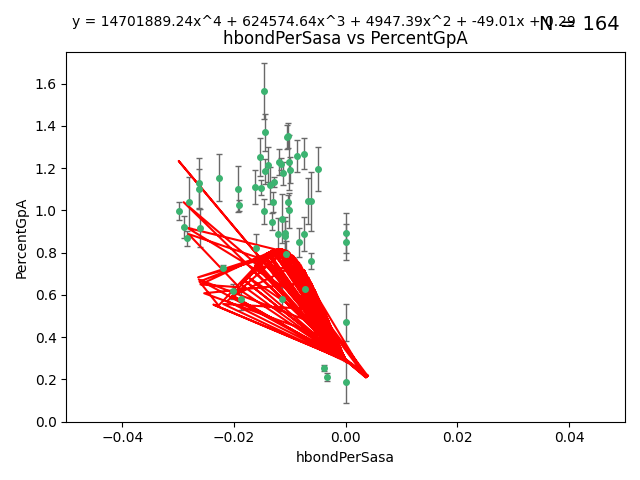 y = 14701889.24x^4 + 624574.64x^3 + 4947.39x^2 + -49.01x + 0.29
N = 164
hbondPerSasa vs PercentGpA
1.6
1.4
1.2
1.0
0.8
0.6
0.4
0.2
0.0
PercentGpA
−0.04 −0.02 0.00 0.02 0.04
hbondPerSasa